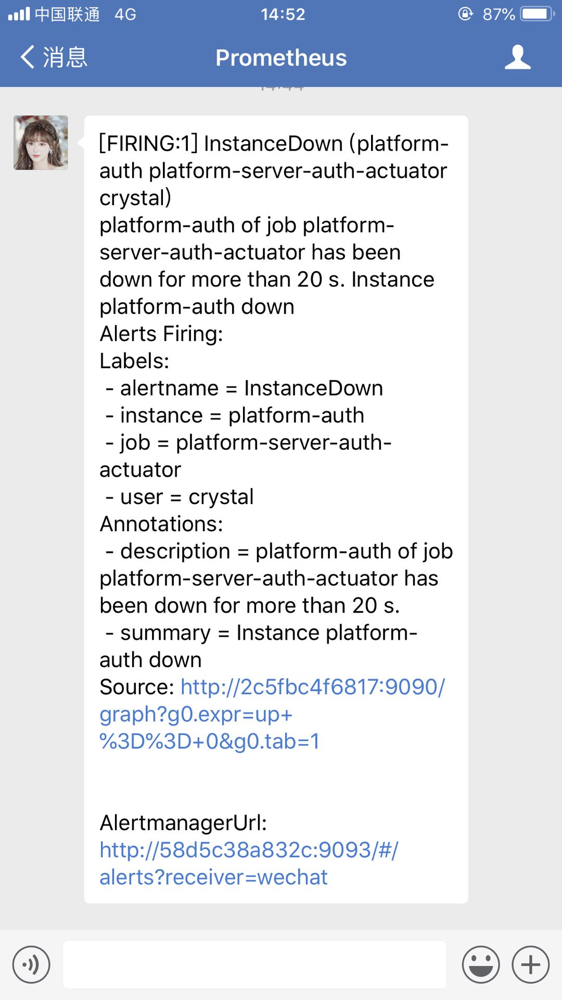 中国联通 4G 14:52 87%
消息 Prometheus
[FIRING:1] InstanceDown (platform-
auth platform-server-auth-actuator
crystal)
platform-auth of job platform-
server-auth-actuator has been
down for more than 20 s. Instance
platform-auth down
Alerts Firing:
Labels:
- alertname = InstanceDown
- instance = platform-auth
- job = platform-server-auth-
actuator
- user = crystal
Annotations:
- description = platform-auth of job
platform-server-auth-actuator has
been down for more than 20 s.
- summary = Instance platform-
auth down
Source: http://2c5fbc4f6817:9090/
graph?g0.expr=up+
%3D%3D+0&g0.tab=1
AlertmanagerUrl:
http://58d5c38a832c:9093/#/
alerts?receiver=wechat